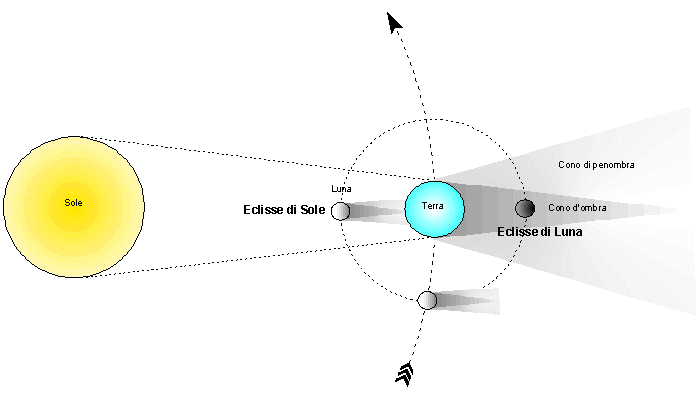 Cono di penombra
Luna
Sole
Eclisse di Sole
Terra
Cono d'ombra
Eclisse di Luna